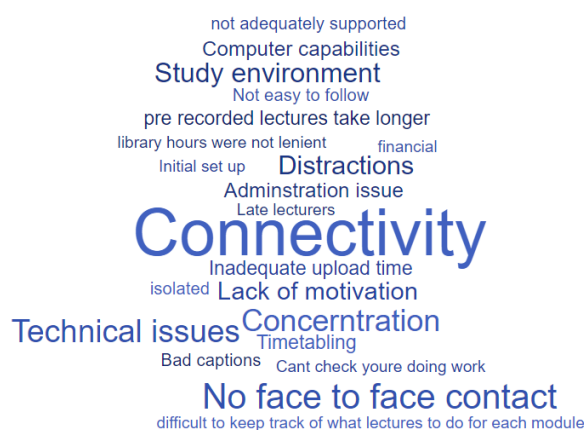 not adequately supported
Computer capabilities
Study environment
Not easy to follow
pre recorded lectures take longer
library hours were not lenient
financial
Initial set up
Distractions
Adminstration issue
Late lecturers
Connectivity
Inadequate upload time
isolated
Lack of motivation
Technical issues
Concerntration
Timetabling
Bad captions
Cant check youre doing work
No face to face contact
difficult to keep track of what lectures to do for each module